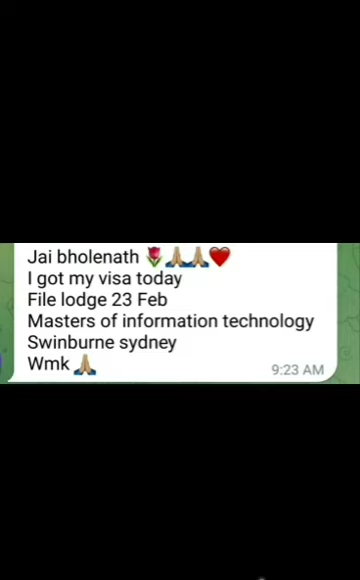 Jai bholenath 🌷🙏🏽🙏🏽❤️
I got my visa today
File lodge 23 Feb
Masters of information technology
Swinburne sydney
Wmk 🙏🏽
9:23 AM